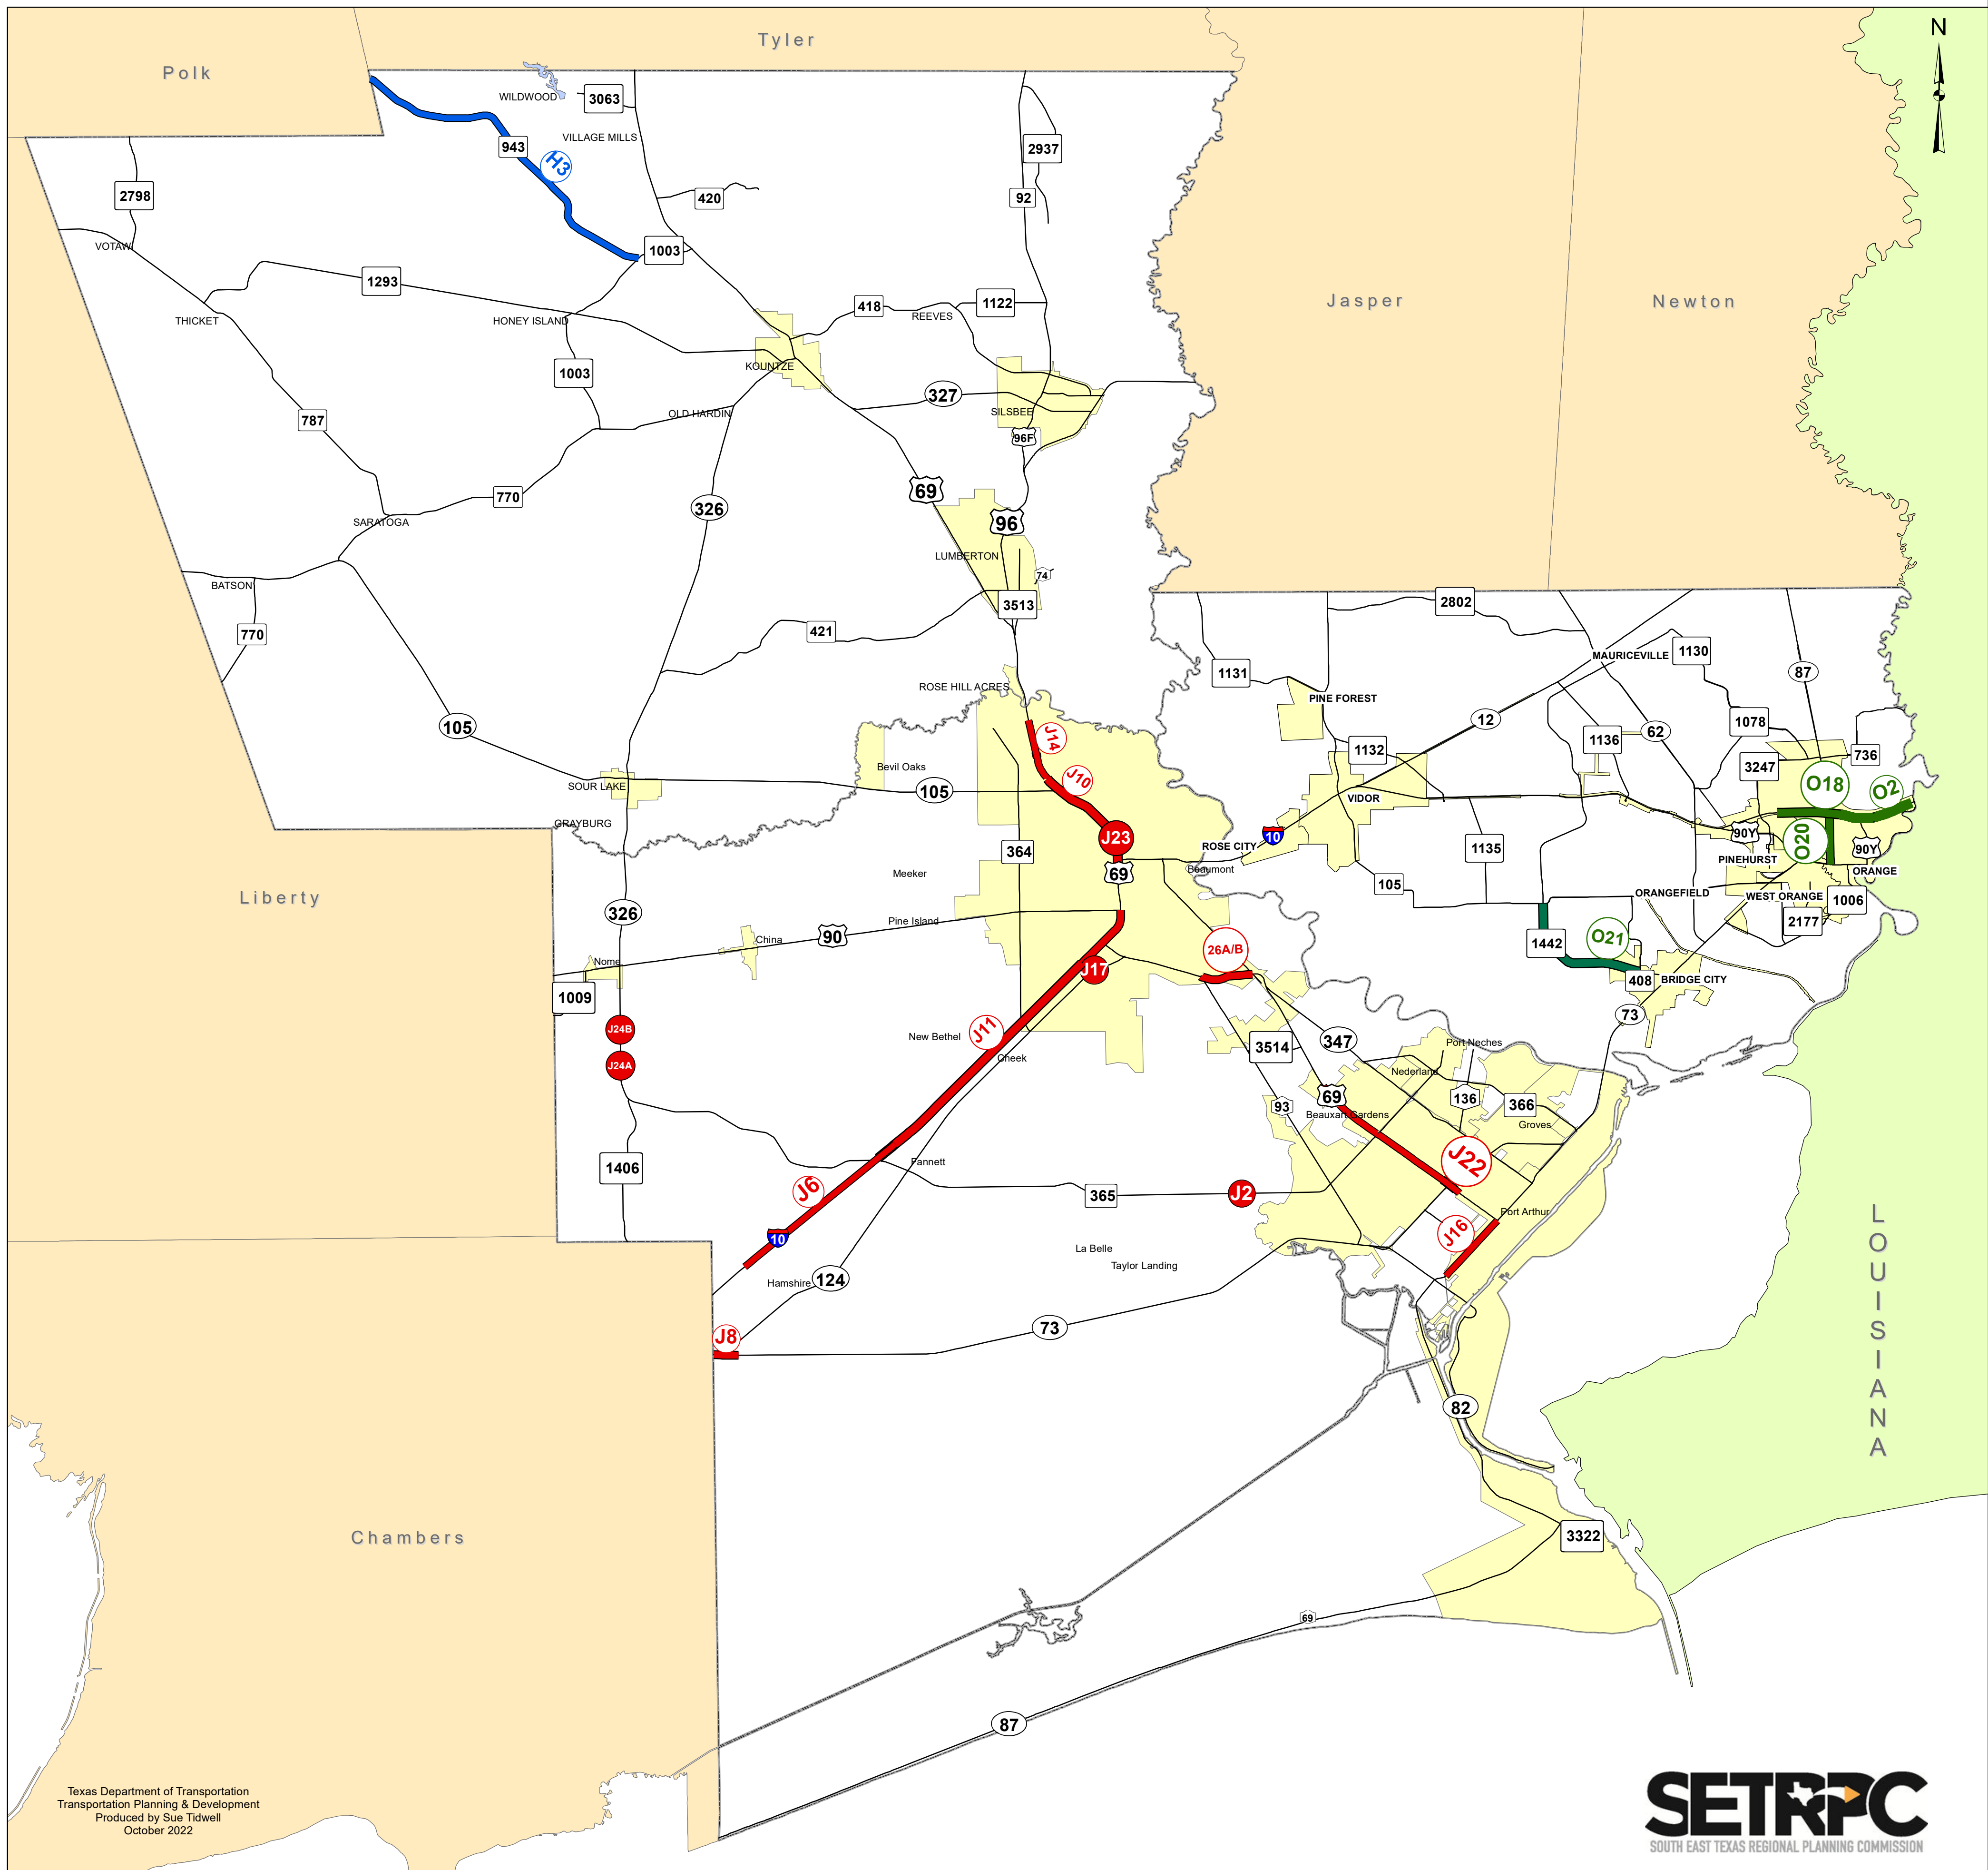 N
Tyler
Polk
WILDWOOD
3063
VILLAGE MILLS
943
H3
2937
2798
420
92
VOTAW
1003
1293
Jasper
Newton
THICKET
HONEY ISLAND
418
REEVES
1122
KOUNTZE
1003
327
OLD HARDIN
SILSBEE
787
96F
770
69
326
SARATOGA
96
LUMBERTON
74
BATSON
3513
2802
770
421
MAURICEVILLE
1130
1131
87
ROSE HILL ACRES
PINE FOREST
105
12
1078
62
J14
1132
1136
736
Bevil Oaks
3247
J10
SOUR LAKE
105
VIDOR
O18
O2
GRAYBURG
J23
10
90Y
O20
364
ROSE CITY
1135
90Y
PINEHURST
Meeker
69
Beaumont
ORANGE
105
Liberty
ORANGEFIELD
WEST ORANGE
1006
326
Pine Island
2177
China
90
1442
O21
26A/B
Nome
J17
408
BRIDGE CITY
1009
73
J24B
New Bethel
J11
3514
347
Port Neches
Cheek
J24A
Nederland
69
136
93
366
Beauxart Gardens
Groves
1406
Fannett
J22
J6
365
J2
LOUISIANA
Port Arthur
J16
10
La Belle
Taylor Landing
Hamshire
124
73
J8
82
Chambers
3322
69
87
Texas Department of Transportation
Transportation Planning & Development
Produced by Sue Tidwell
October 2022
SETRPC
SOUTH EAST TEXAS REGIONAL PLANNING COMMISSION